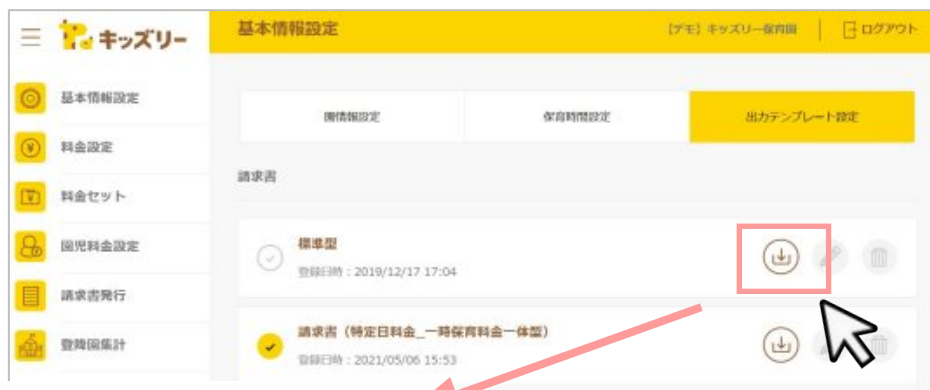 キッズリー
基本情報設定
【デモ】キッズリー保育園
ログアウト
基本情報設定
料金設定
料金セット
園児料金設定
請求書発行
登降園集計
園情報設定
保育時間設定
出力テンプレート設定
請求書
標準型
登録日時：2019/12/17 17:04
請求書（特定日料金_一時保育料金一体型）
登録日時：2021/05/06 15:53